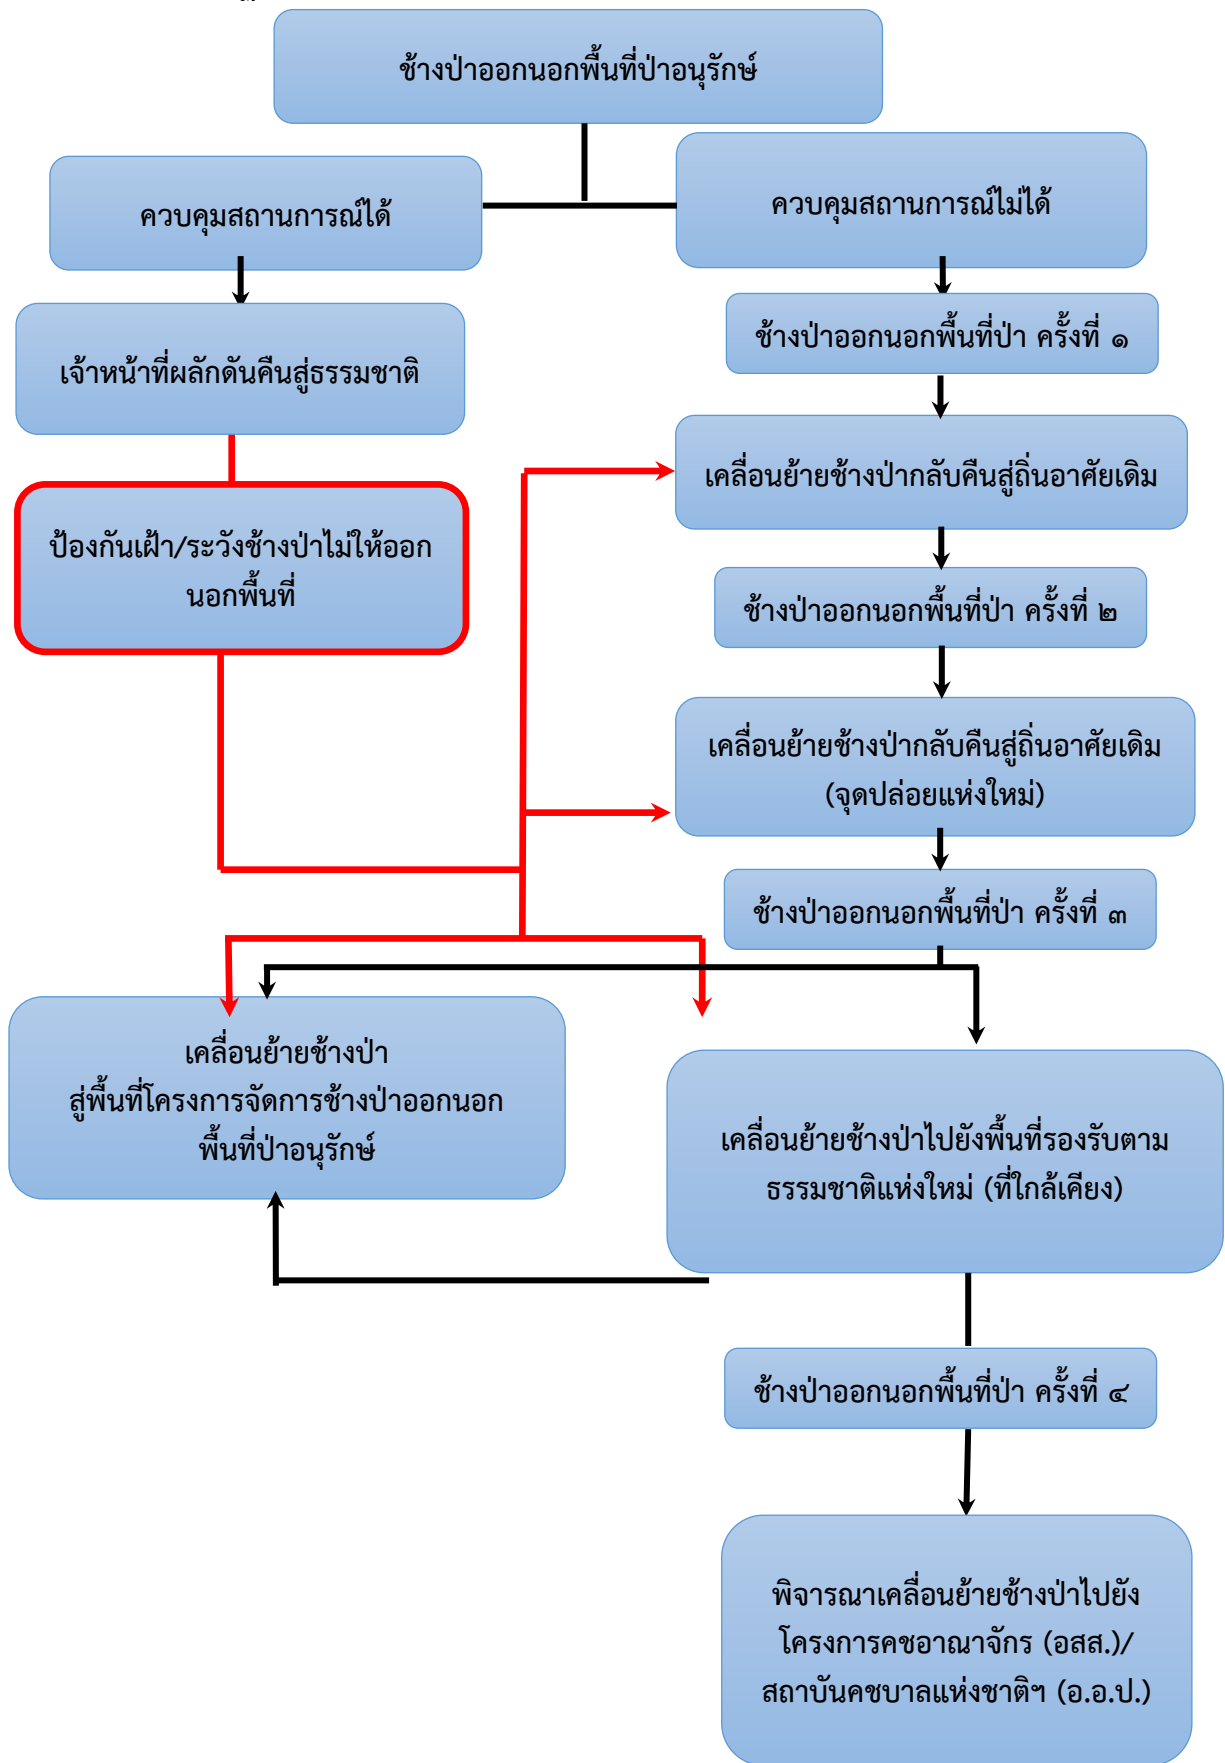 ช้างป่าออกนอกพื้นที่ป่าอนุรักษ์
ควบคุมสถานการณ์ได้
ควบคุมสถานการณ์ไม่ได้
เจ้าหน้าที่ผลักดันคืนสู่ธรรมชาติ
ช้างป่าออกนอกพื้นที่ป่า ครั้งที่ ๑
เคลื่อนย้ายช้างป่ากลับคืนสู่ถิ่นอาศัยเดิม
ป้องกันเฝ้า/ระวังช้างป่าไม่ให้ออก
นอกพื้นที่
ช้างป่าออกนอกพื้นที่ป่า ครั้งที่ ๒
เคลื่อนย้ายช้างป่ากลับคืนสู่ถิ่นอาศัยเดิม
(จุดปล่อยแห่งใหม่)
ช้างป่าออกนอกพื้นที่ป่า ครั้งที่ ๓
เคลื่อนย้ายช้างป่า
สู่พื้นที่โครงการจัดการช้างป่าออกนอก
พื้นที่ป่าอนุรักษ์
เคลื่อนย้ายช้างป่าไปยังพื้นที่รองรับตาม
ธรรมชาติแห่งใหม่ (ที่ใกล้เคียง)
ช้างป่าออกนอกพื้นที่ป่า ครั้งที่ ๔
พิจารณาเคลื่อนย้ายช้างป่าไปยัง
โครงการคชอาณาจักร (อสส.)/
สถาบันคชบาลแห่งชาติฯ (อ.อ.ป.)